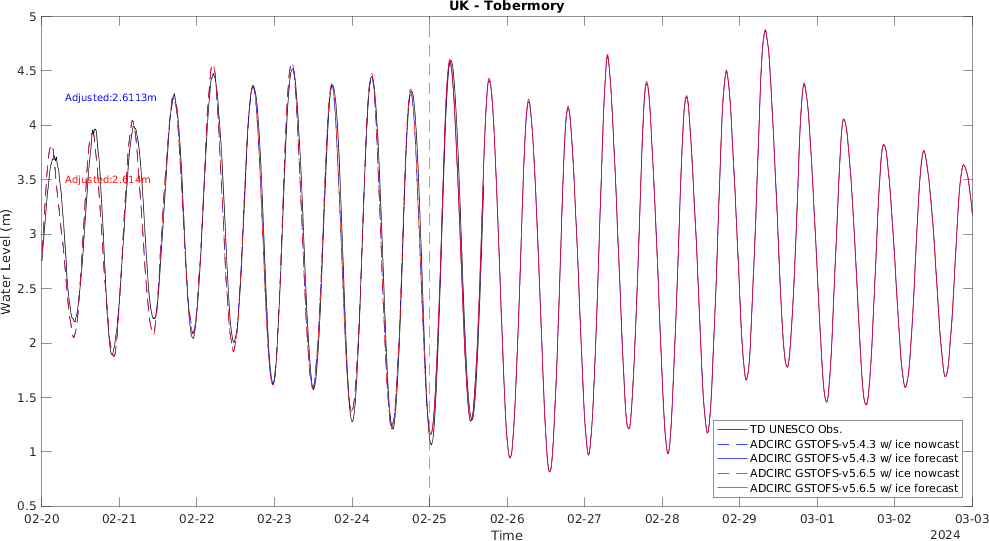 UK - Tobermory
5
4.5
4
3.5
3
2.5
2
1.5
1
0.5
Water Level (m)
Adjusted:2.6113m
Adjusted:2.614m
TD UNESCO Obs.
ADCIRC GSTOFS-v5.4.3 w/ ice nowcast
ADCIRC GSTOFS-v5.4.3 w/ ice forecast
ADCIRC GSTOFS-v5.6.5 w/ ice nowcast
ADCIRC GSTOFS-v5.6.5 w/ ice forecast
02-20 02-21 02-22 02-23 02-24 02-25 02-26 02-27 02-28 02-29 03-01 03-02 03-03
Time
2024